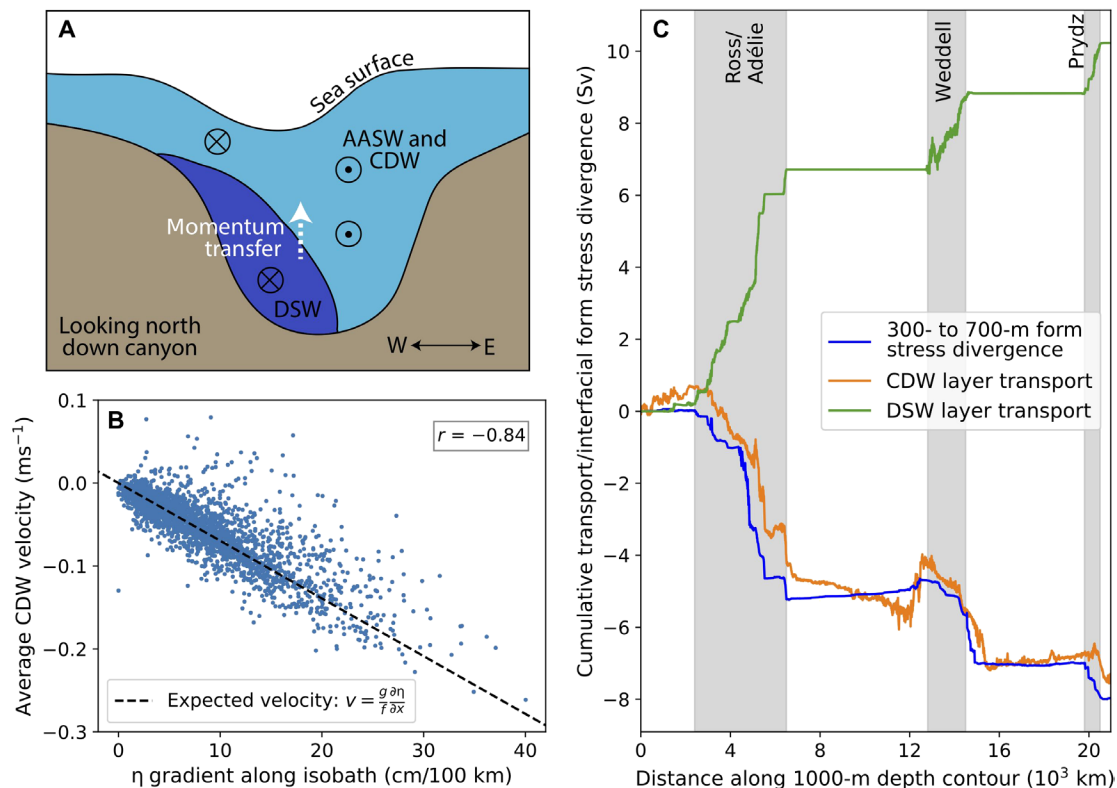 A
Sea surface
AASW and
CDW
Momentum
transfer
DSW
Looking north
down canyon
W E
B
r = −0.84
0.1
0.0
−0.1
−0.2
−0.3
Average CDW velocity (ms⁻¹)
Expected velocity: v = g/f ∂η/∂x
0 10 20 30 40
η gradient along isobath (cm/100 km)
C
Ross/
Adélie
Weddell
Prydz
10
8
6
4
2
0
−2
−4
−6
−8
Cumulative transport/interfacial form stress divergence (Sv)
300- to 700-m form
stress divergence
CDW layer transport
DSW layer transport
0 4 8 12 16 20
Distance along 1000-m depth contour (10³ km)